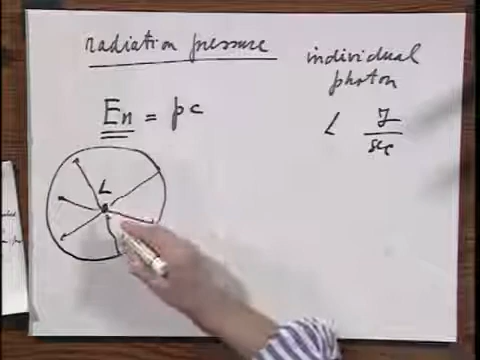 radiation pressure
individual
photon
En = pc
L J/sec
L